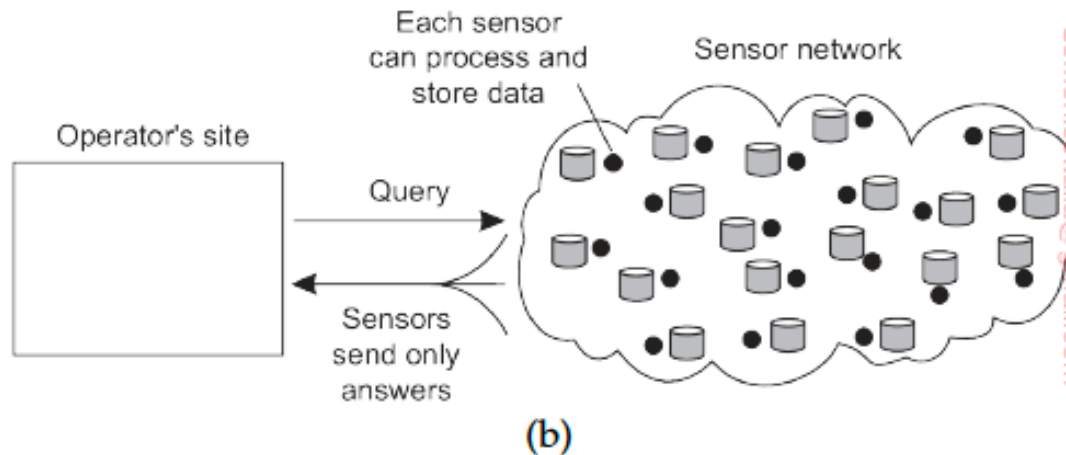 Each sensor
can process and
store data
Sensor network
Operator's site
Query
Sensors
send only
answers
(b)